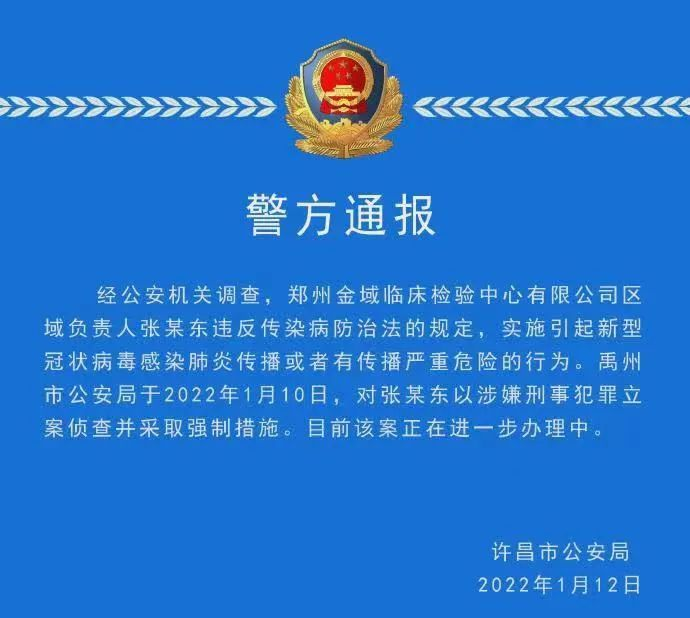 警方通报
经公安机关调查，郑州金域临床检验中心有限公司区
域负责人张某东违反传染病防治法的规定，实施引起新型
冠状病毒感染肺炎传播或者有传播严重危险的行为。禹州
市公安局于2022年1月10日，对张某东以涉嫌刑事犯罪立
案侦查并采取强制措施。目前该案正在进一步办理中。
许昌市公安局
2022年1月12日